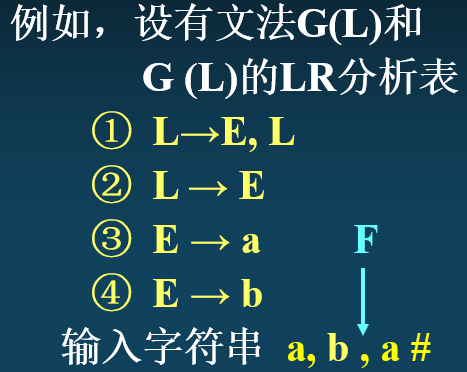 例如，设有文法G(L)和
G (L)的LR分析表
① L→E, L
② L → E
③ E → a F
④ E → b
输入字符串 a, b , a #